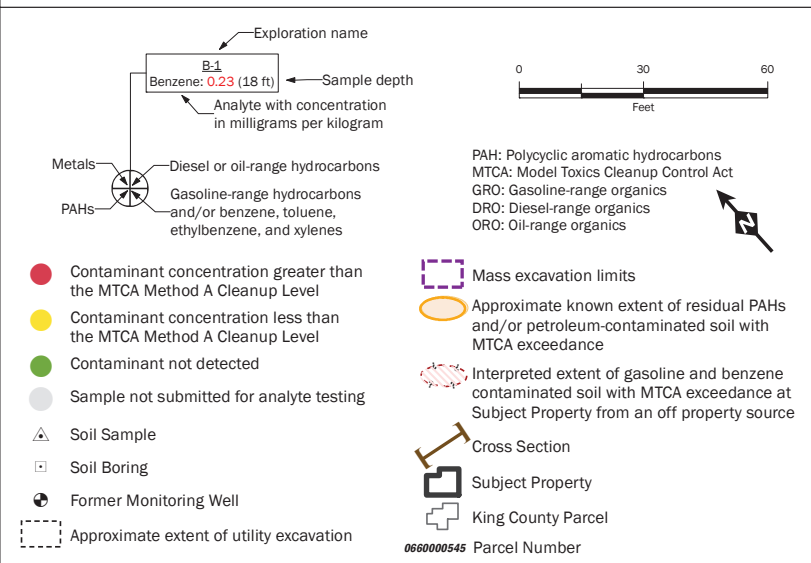 Exploration name
B-1
Benzene: 0.23 (18 ft)
Sample depth
Analyte with concentration
in milligrams per kilogram
Metals
Diesel or oil-range hydrocarbons
PAHs
Gasoline-range hydrocarbons
and/or benzene, toluene,
ethylbenzene, and xylenes
0 30 60
Feet
PAH: Polycyclic aromatic hydrocarbons
MTCA: Model Toxics Cleanup Control Act
GRO: Gasoline-range organics
DRO: Diesel-range organics
ORO: Oil-range organics
N
Contaminant concentration greater than
the MTCA Method A Cleanup Level
Contaminant concentration less than
the MTCA Method A Cleanup Level
Contaminant not detected
Sample not submitted for analyte testing
Soil Sample
Soil Boring
Former Monitoring Well
Approximate extent of utility excavation
Mass excavation limits
Approximate known extent of residual PAHs
and/or petroleum-contaminated soil with
MTCA exceedance
Interpreted extent of gasoline and benzene
contaminated soil with MTCA exceedance at
Subject Property from an off property source
Cross Section
Subject Property
King County Parcel
0660000545 Parcel Number